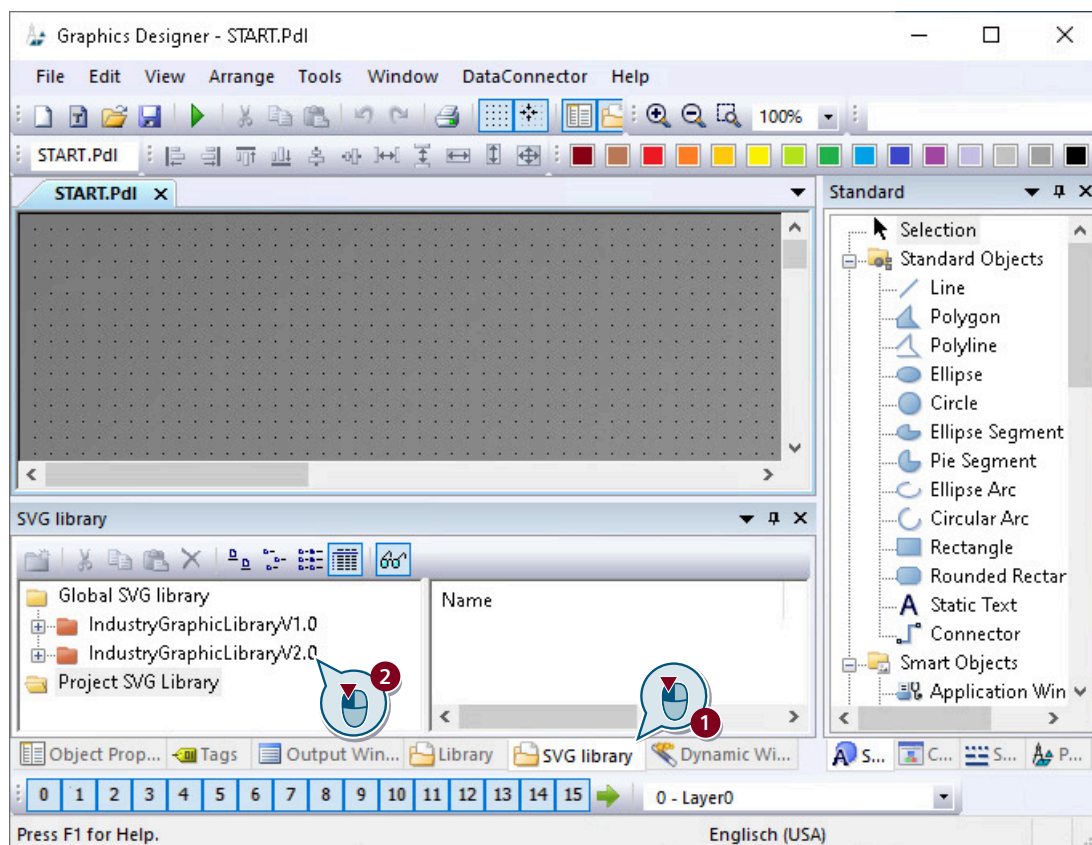 Graphics Designer - START.Pdl
File Edit View Arrange Tools Window DataConnector Help
100%
START.Pdl
START.Pdl
Standard
Selection
Standard Objects
Line
Polygon
Polyline
Ellipse
Circle
Ellipse Segment
Pie Segment
Ellipse Arc
Circular Arc
Rectangle
Rounded Rectar
A Static Text
Connector
Smart Objects
Application Win
SVG library
Global SVG library
IndustryGraphicLibraryV1.0
IndustryGraphicLibraryV2.0
Project SVG Library
Name
2
1
Object Prop... Tags Output Win... Library SVG library Dynamic Wi...
S... C... S... P...
0 1 2 3 4 5 6 7 8 9 10 11 12 13 14 15 0 - Layer0
Press F1 for Help. Englisch (USA)